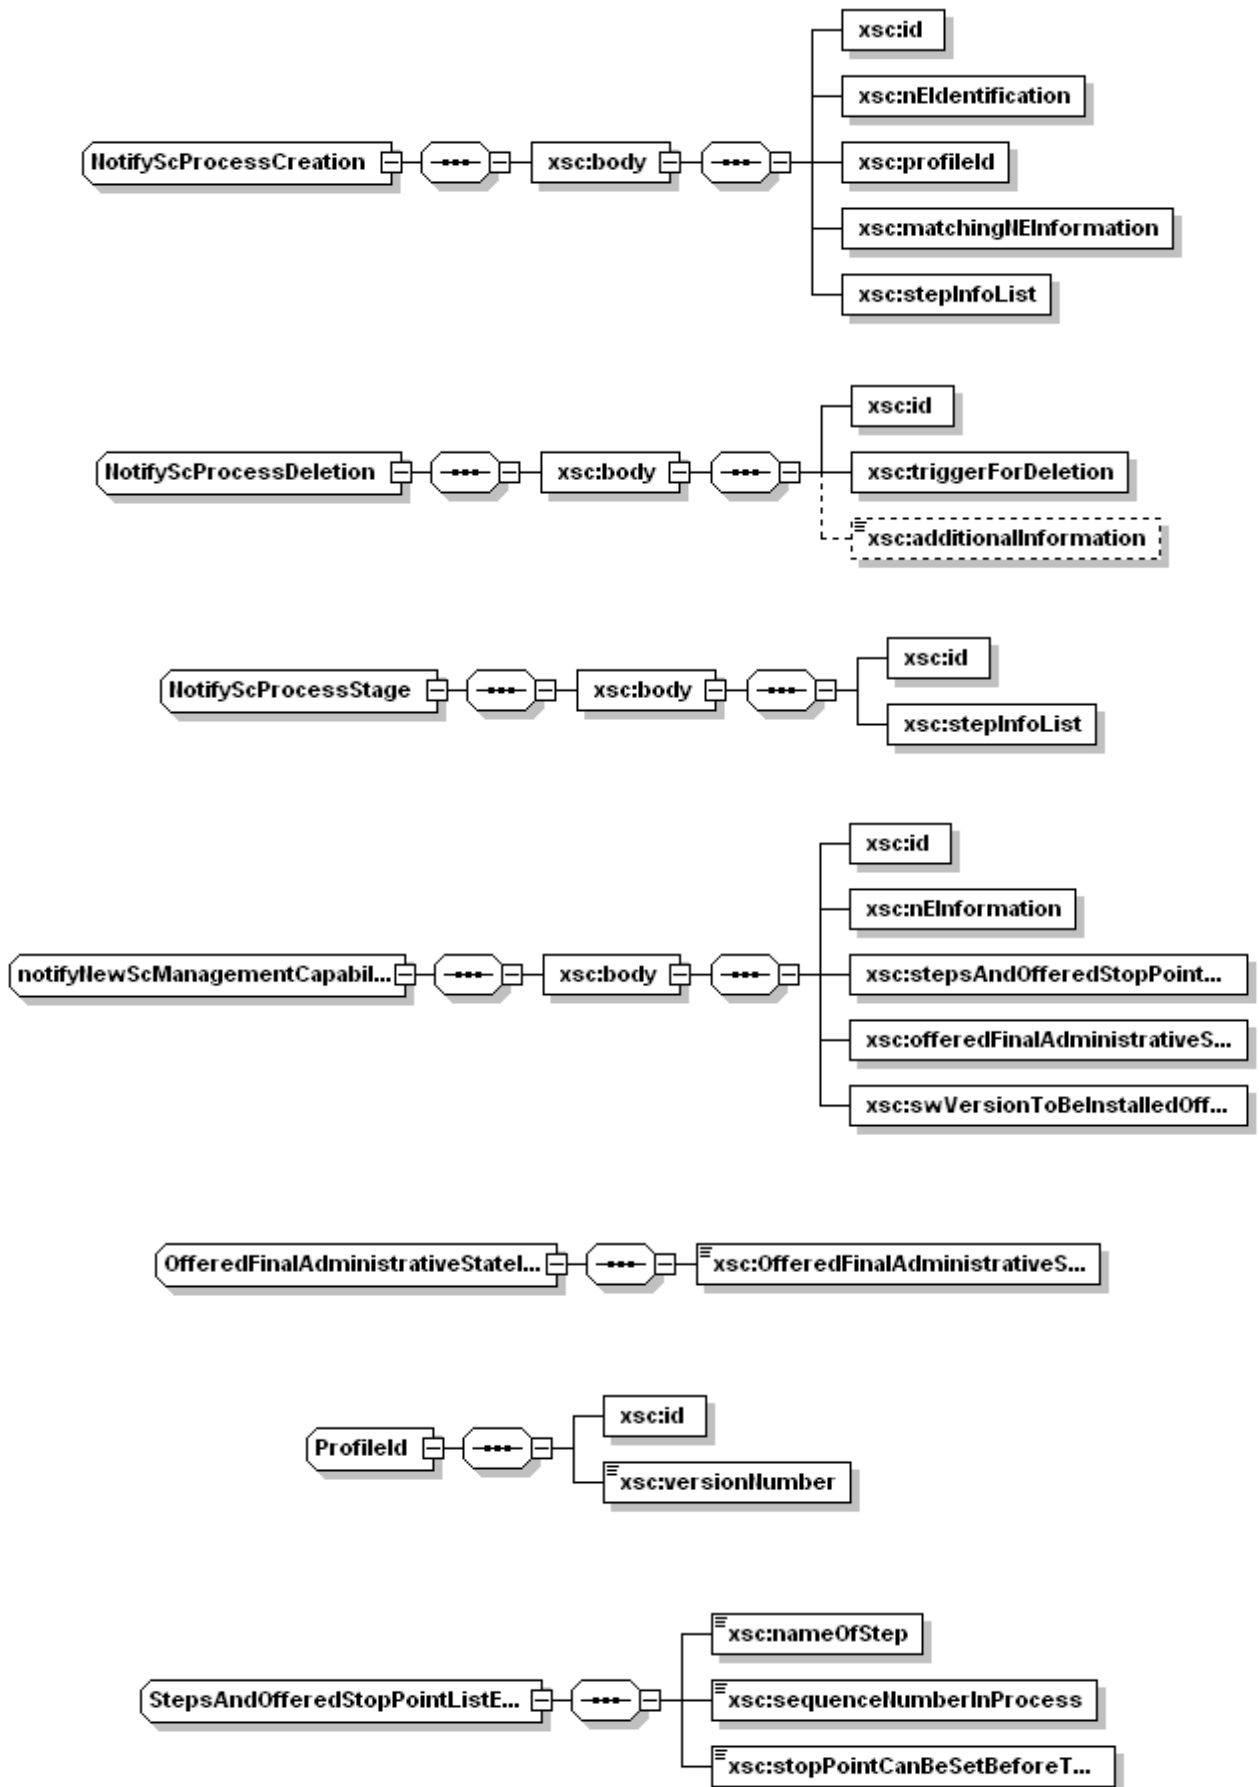 xsc:id
xsc:nEIdentification
NotifyScProcessCreation xsc:body xsc:profileId
xsc:matchingNEInformation
xsc:stepInfoList
xsc:id
NotifyScProcessDeletion xsc:body xsc:triggerForDeletion
xsc:additionalInformation
xsc:id
NotifyScProcessStage xsc:body
xsc:stepInfoList
xsc:id
xsc:nEInformation
notifyNewScManagementCapabil... xsc:body xsc:stepsAndOfferedStopPoint...
xsc:offeredFinalAdministrativeS...
xsc:swVersionToBeInstalledOff...
OfferedFinalAdministrativeStateI... xsc:OfferedFinalAdministrativeS...
xsc:id
ProfileId
xsc:versionNumber
xsc:nameOfStep
StepsAndOfferedStopPointListE... xsc:sequenceNumberInProcess
xsc:stopPointCanBeSetBeforeT...